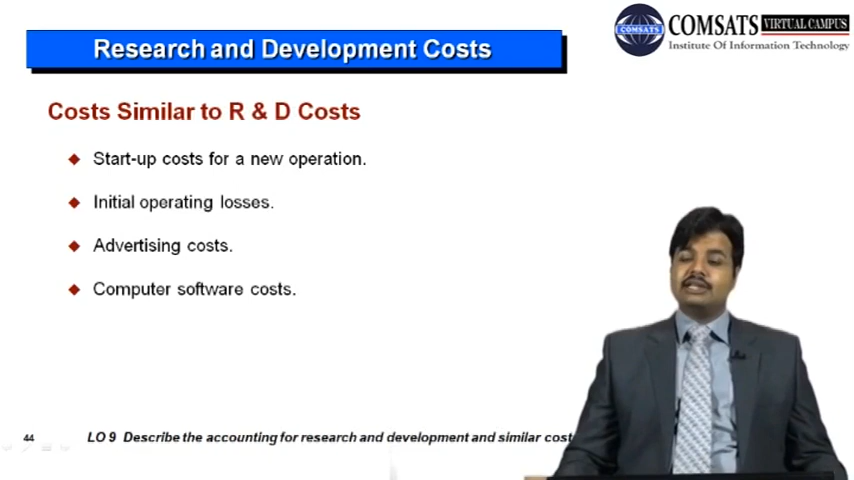 COMSATS VIRTUAL CAMPUS
Institute Of Information Technology
COMSATS
Research and Development Costs
Costs Similar to R & D Costs
Start-up costs for a new operation.
Initial operating losses.
Advertising costs.
Computer software costs.
44
LO 9 Describe the accounting for research and development and similar cost